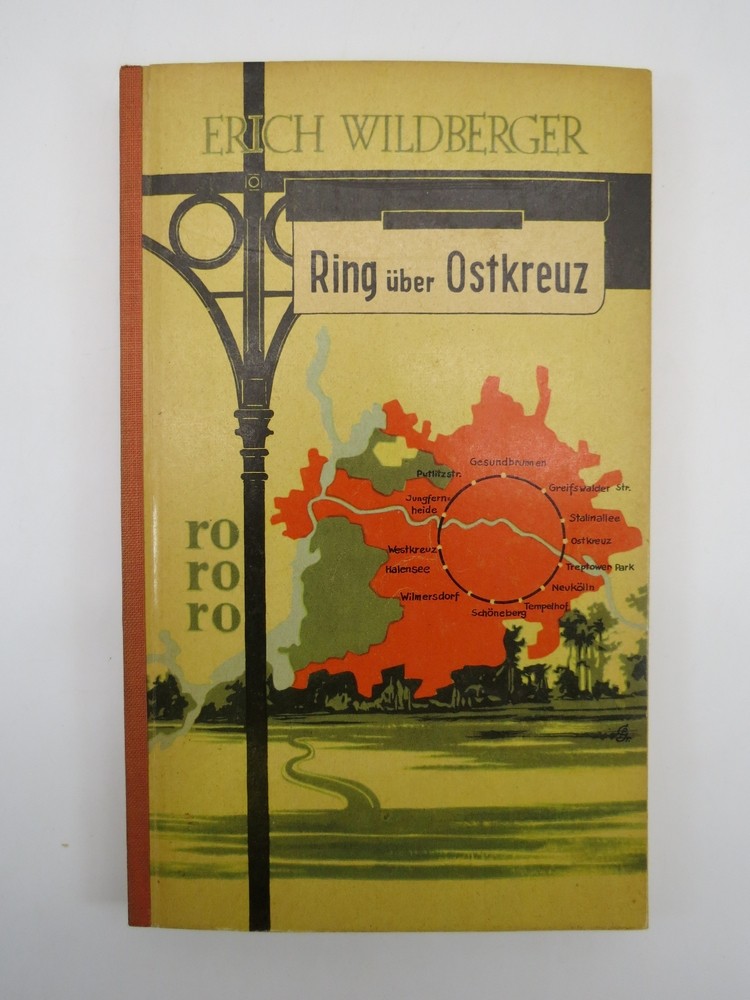 ERICH WILDBERGER
Ring über Ostkreuz
Gesundbrunnen
Putlitzstr.
Greifswalder Str.
Jungfern-
heide
Stalinallee
Ostkreuz
Westkreuz
Halensee
Treptower Park
Neukölln
Wilmersdorf
Tempelhof
Schöneberg
ro
ro
ro